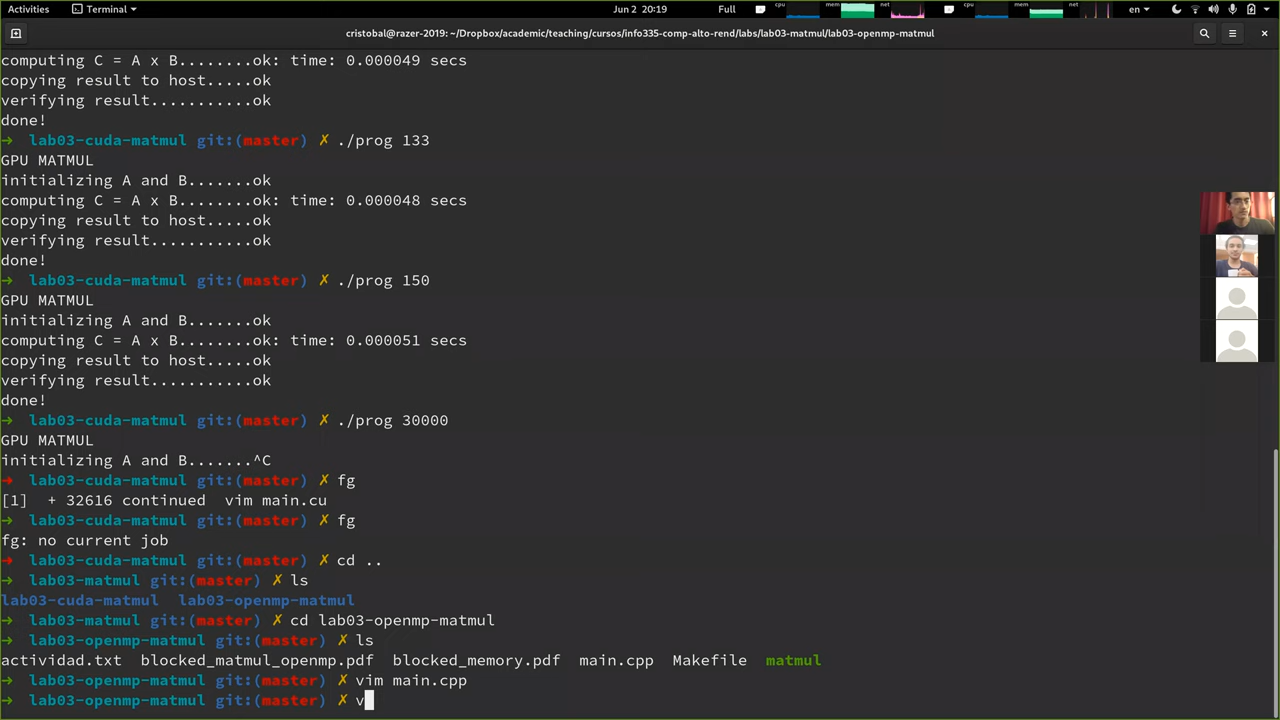 Activities Terminal Jun 2 20:19 Full mem net cpu mem net en
cristobal@razer-2019: ~/Dropbox/academic/teaching/cursos/info335-comp-alto-rend/labs/lab03-matmul/lab03-openmp-matmul
computing C = A x B........ok: time: 0.000049 secs
copying result to host.....ok
verifying result...........ok
done!
→ lab03-cuda-matmul git:(master) ✗ ./prog 133
GPU MATMUL
initializing A and B.......ok
computing C = A x B........ok: time: 0.000048 secs
copying result to host.....ok
verifying result...........ok
done!
→ lab03-cuda-matmul git:(master) ✗ ./prog 150
GPU MATMUL
initializing A and B.......ok
computing C = A x B........ok: time: 0.000051 secs
copying result to host.....ok
verifying result...........ok
done!
→ lab03-cuda-matmul git:(master) ✗ ./prog 30000
GPU MATMUL
initializing A and B.......^C
→ lab03-cuda-matmul git:(master) ✗ fg
[1]  + 32616 continued  vim main.cu
→ lab03-cuda-matmul git:(master) ✗ fg
fg: no current job
→ lab03-cuda-matmul git:(master) ✗ cd ..
→ lab03-matmul git:(master) ✗ ls
lab03-cuda-matmul  lab03-openmp-matmul
→ lab03-matmul git:(master) ✗ cd lab03-openmp-matmul
→ lab03-openmp-matmul git:(master) ✗ ls
actividad.txt  blocked_matmul_openmp.pdf  blocked_memory.pdf  main.cpp  Makefile  matmul
→ lab03-openmp-matmul git:(master) ✗ vim main.cpp
→ lab03-openmp-matmul git:(master) ✗ v